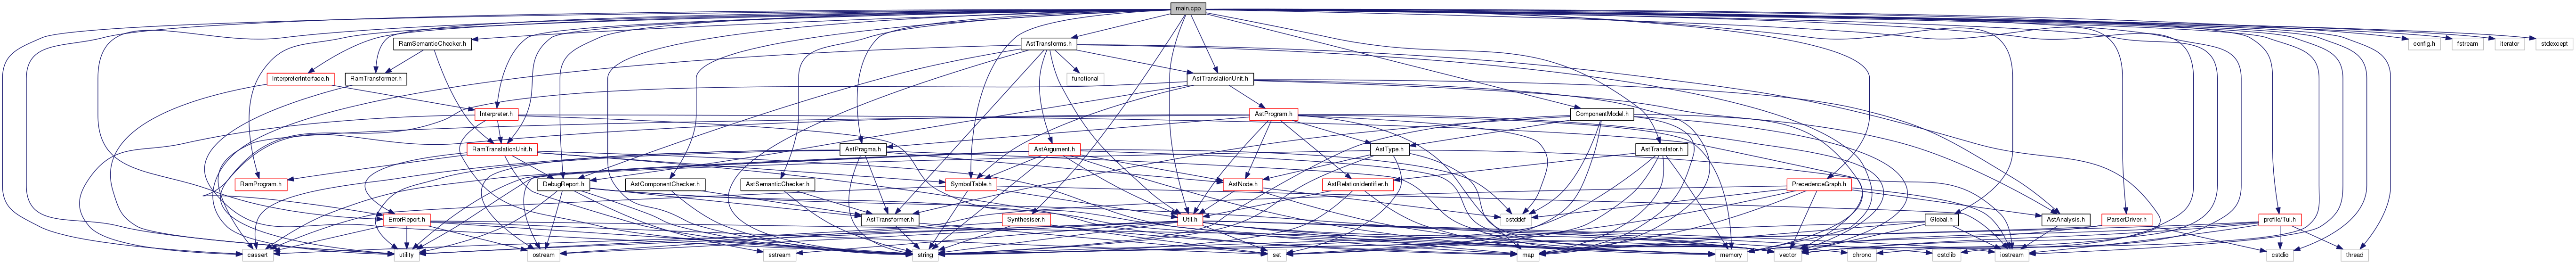 main.cpp
RamSemanticChecker.h
AstTransforms.h
config.h
fstream
iterator
stdexcept
InterpreterInterface.h
RamTransformer.h
functional
AstTranslationUnit.h
Interpreter.h
AstProgram.h
ComponentModel.h
RamTranslationUnit.h
AstPragma.h
AstArgument.h
AstType.h
AstTranslator.h
RamProgram.h
DebugReport.h
AstComponentChecker.h
AstSemanticChecker.h
SymbolTable.h
AstNode.h
AstRelationIdentifier.h
PrecedenceGraph.h
ErrorReport.h
AstTransformer.h
Synthesiser.h
Util.h
cstddef
Global.h
AstAnalysis.h
ParserDriver.h
profile/Tui.h
cassert
utility
ostream
sstream
string
set
map
memory
vector
chrono
cstdlib
iostream
cstdio
thread